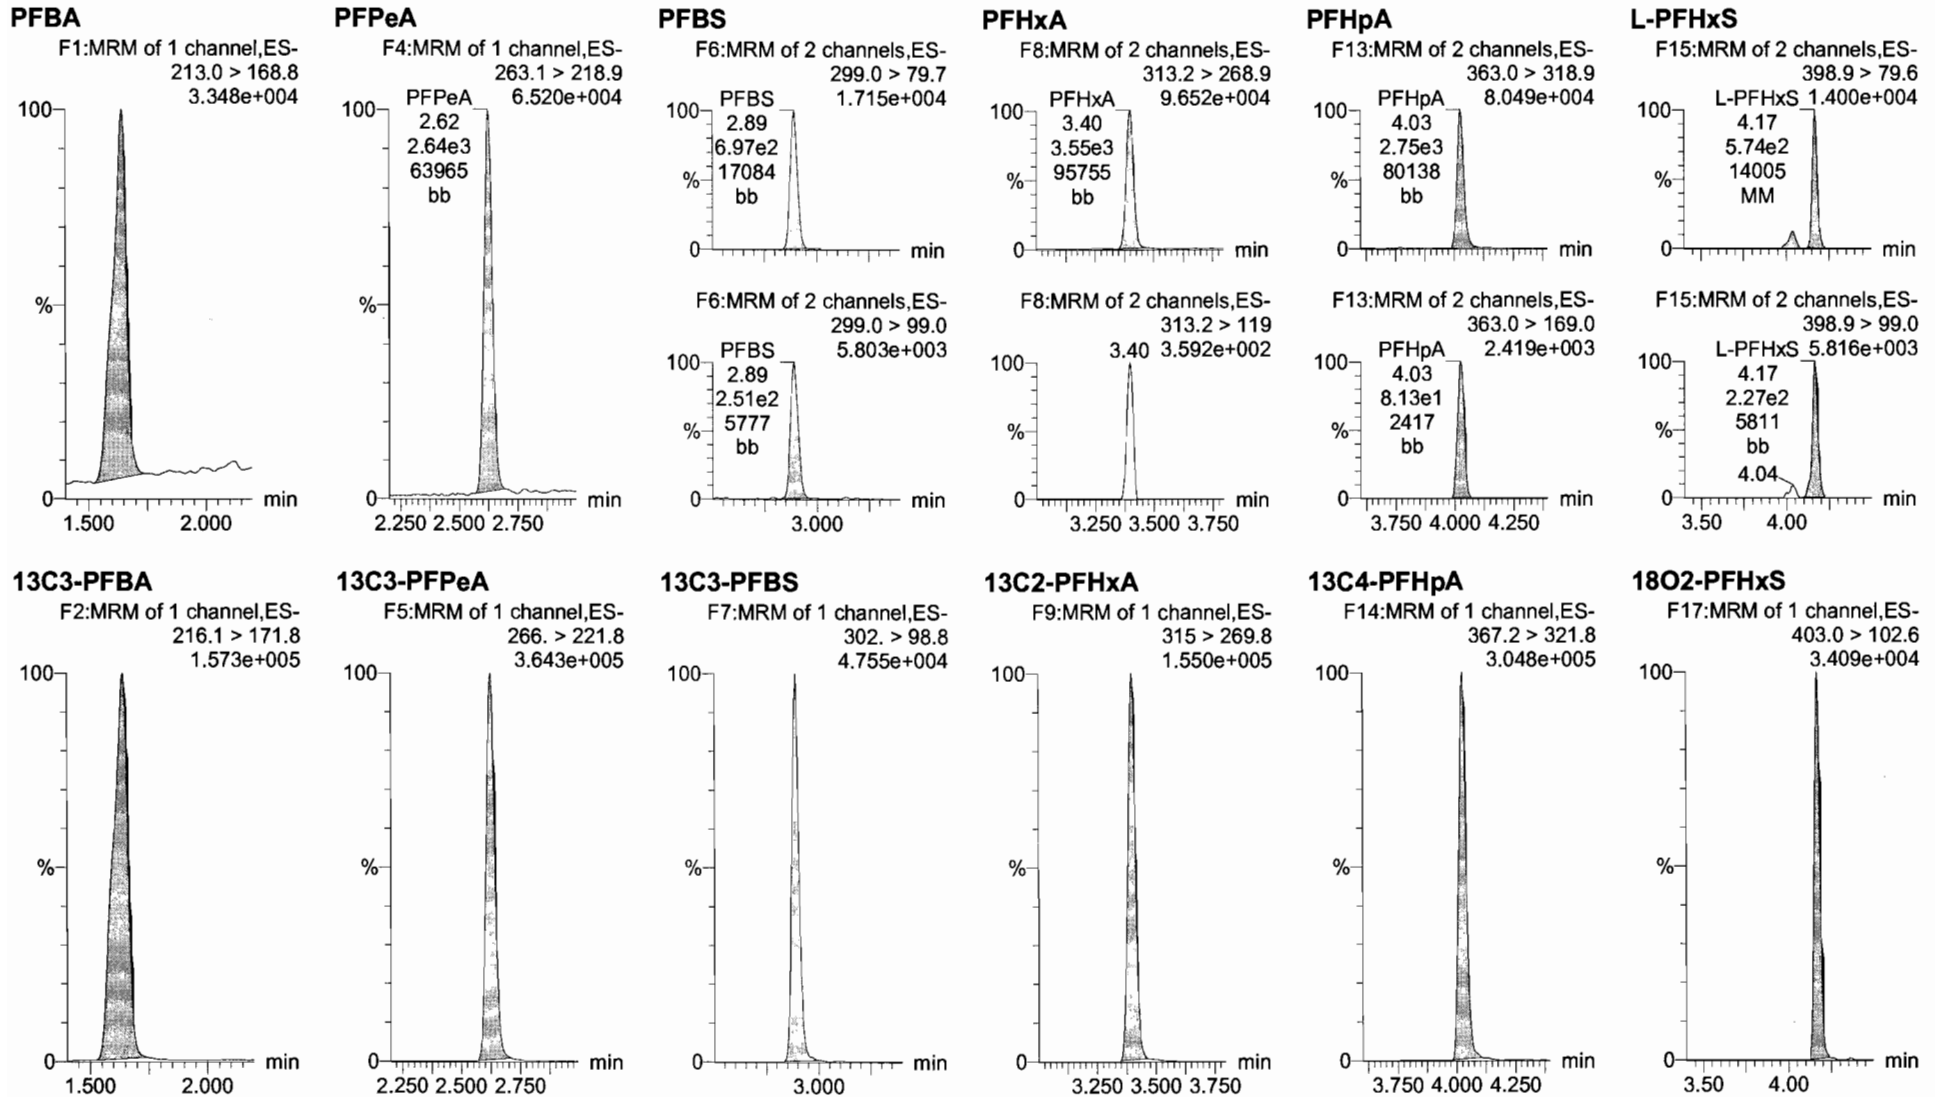 PFBA
F1:MRM of 1 channel,ES-
213.0 > 168.8
3.348e+004
100
%
0
min
1.500 2.000
PFPeA
F4:MRM of 1 channel,ES-
263.1 > 218.9
6.520e+004
PFPeA
2.62
2.64e3
63965
bb
100
%
0
min
2.250 2.500 2.750
PFBS
F6:MRM of 2 channels,ES-
299.0 > 79.7
1.715e+004
PFBS
2.89
6.97e2
17084
bb
100
%
0
min
F6:MRM of 2 channels,ES-
299.0 > 99.0
5.803e+003
PFBS
2.89
2.51e2
5777
bb
100
%
0
min
3.000
PFHxA
F8:MRM of 2 channels,ES-
313.2 > 268.9
9.652e+004
PFHxA
3.40
3.55e3
95755
bb
100
%
0
min
F8:MRM of 2 channels,ES-
313.2 > 119
3.40 3.592e+002
100
%
0
min
3.250 3.500 3.750
PFHpA
F13:MRM of 2 channels,ES-
363.0 > 318.9
8.049e+004
PFHpA
4.03
2.75e3
80138
bb
100
%
0
min
F13:MRM of 2 channels,ES-
363.0 > 169.0
2.419e+003
PFHpA
4.03
8.13e1
2417
bb
100
%
0
min
3.750 4.000 4.250
L-PFHxS
F15:MRM of 2 channels,ES-
398.9 > 79.6
L-PFHxS 1.400e+004
4.17
5.74e2
14005
MM
100
%
0
min
F15:MRM of 2 channels,ES-
398.9 > 99.0
L-PFHxS 5.816e+003
4.17
2.27e2
5811
bb
4.04
100
%
0
min
3.50 4.00
13C3-PFBA
F2:MRM of 1 channel,ES-
216.1 > 171.8
1.573e+005
100
%
0
min
1.500 2.000
13C3-PFPeA
F5:MRM of 1 channel,ES-
266. > 221.8
3.643e+005
100
%
0
min
2.250 2.500 2.750
13C3-PFBS
F7:MRM of 1 channel,ES-
302. > 98.8
4.755e+004
100
%
0
min
3.000
13C2-PFHxA
F9:MRM of 1 channel,ES-
315 > 269.8
1.550e+005
100
%
0
min
3.250 3.500 3.750
13C4-PFHpA
F14:MRM of 1 channel,ES-
367.2 > 321.8
3.048e+005
100
%
0
min
3.750 4.000 4.250
18O2-PFHxS
F17:MRM of 1 channel,ES-
403.0 > 102.6
3.409e+004
100
%
0
min
3.50 4.00